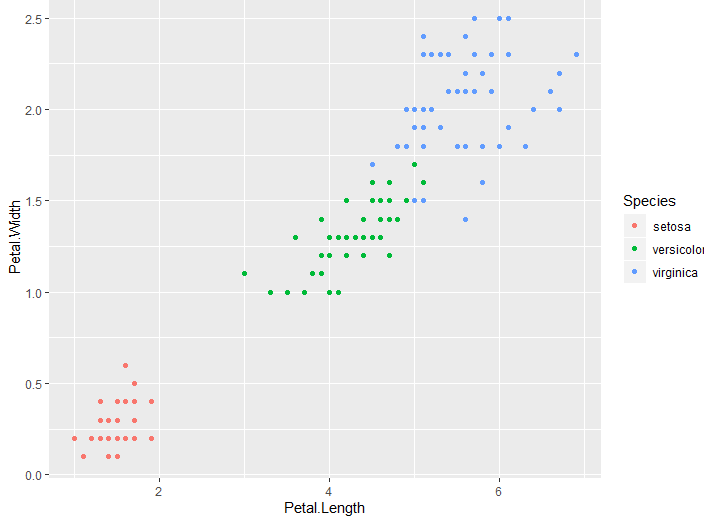 2.5
2.0
1.5
1.0
0.5
0.0
Petal.Width
2 4 6
Petal.Length
Species
setosa
versicolor
virginica